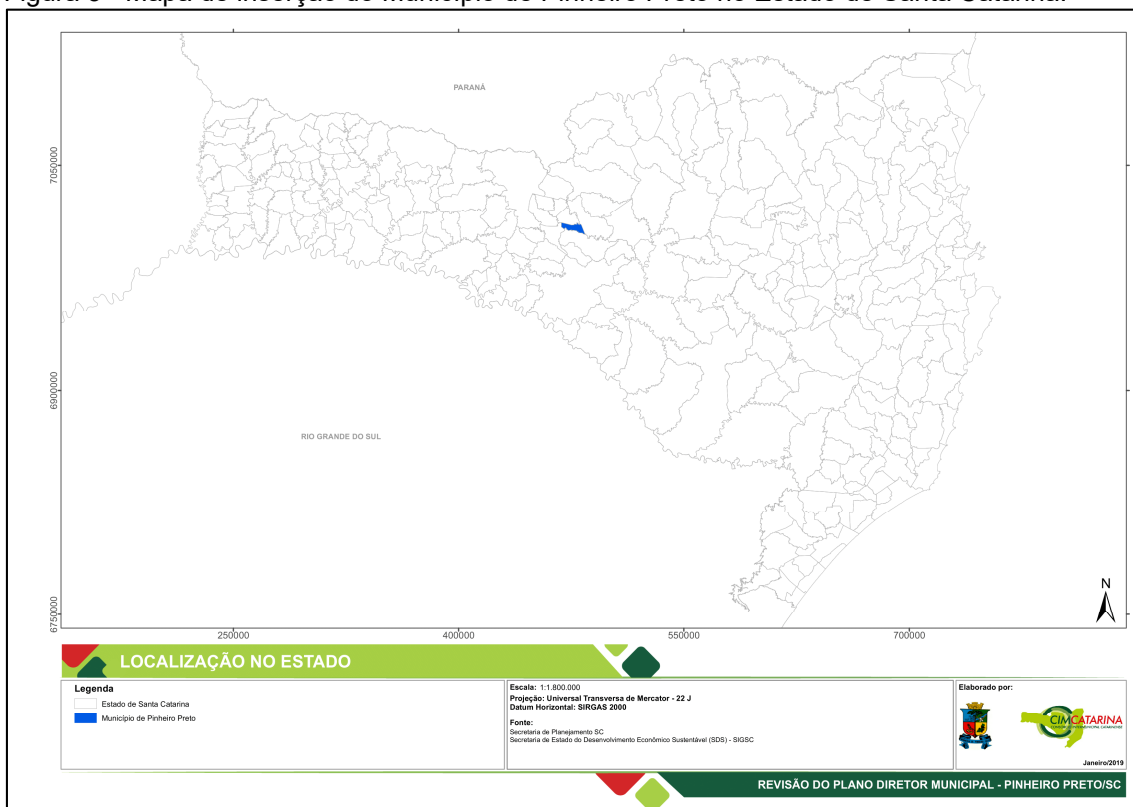 Figura 3 - Mapa de inserção do Município de Pinheiro Preto no Estado de Santa Catarina.
PARANÁ
7050000
6900000
RIO GRANDE DO SUL
6750000
N
250000
400000
550000
700000
LOCALIZAÇÃO NO ESTADO
Legenda
Estado de Santa Catarina
Município de Pinheiro Preto
Escala: 1:1.800.000
Projeção: Universal Transversa de Mercator - 22 J
Datum Horizontal: SIRGAS 2000
Fonte:
Secretaria de Planejamento SC
Secretaria de Estado do Desenvolvimento Econômico Sustentável (SDS) - SIGSC
Elaborado por:
CIMCATARINA
CONSÓRCIO INTERMUNICIPAL CATARINENSE
Janeiro/2019
REVISÃO DO PLANO DIRETOR MUNICIPAL - PINHEIRO PRETO/SC